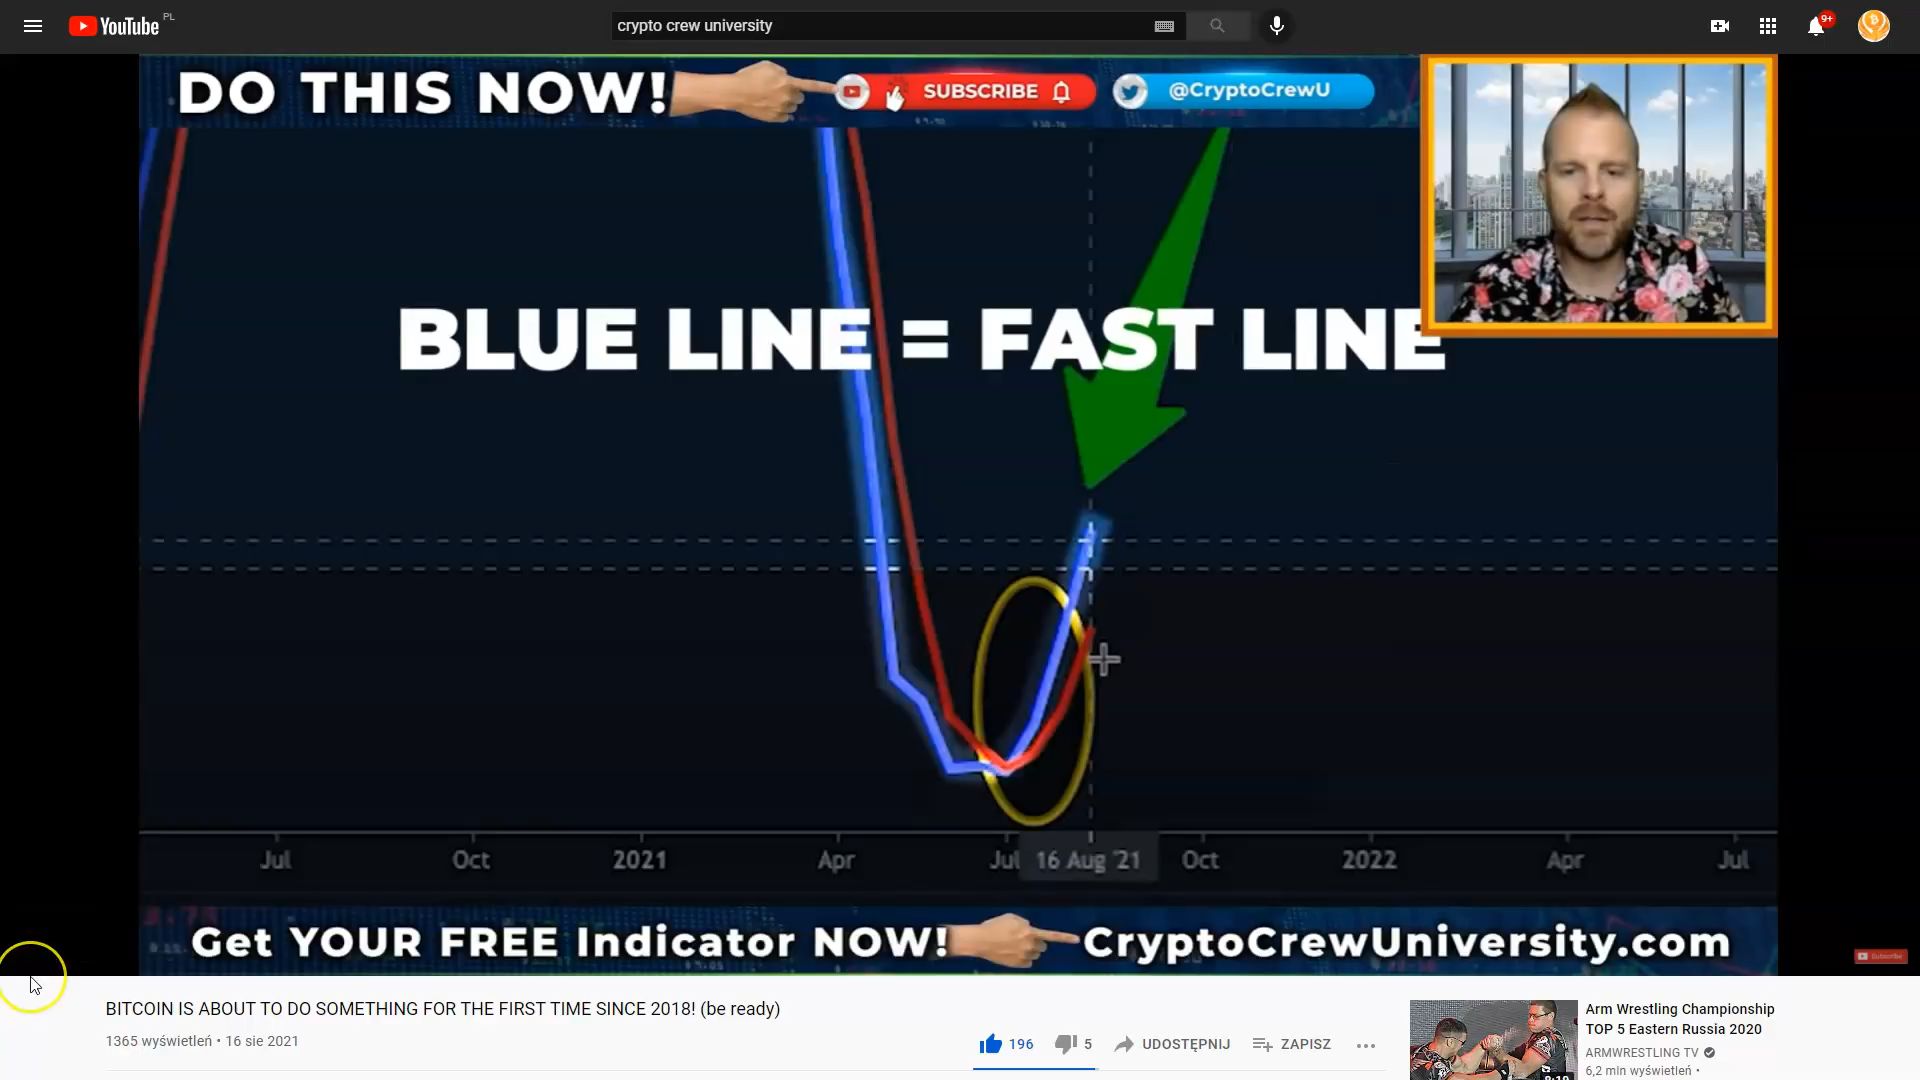 YouTube PL
crypto crew university
9+
DO THIS NOW!
SUBSCRIBE
@CryptoCrewU
BLUE LINE = FAST LINE
Jul Oct 2021 Apr Jul 16 Aug '21 Oct 2022 Apr Jul
Get YOUR FREE Indicator NOW! CryptoCrewUniversity.com
Subscribe
BITCOIN IS ABOUT TO DO SOMETHING FOR THE FIRST TIME SINCE 2018! (be ready)
1365 wyświetleń • 16 sie 2021
196 5 UDOSTĘPNIJ ZAPISZ
Arm Wrestling Championship
TOP 5 Eastern Russia 2020
ARMWRESTLING TV
6,2 mln wyświetleń •